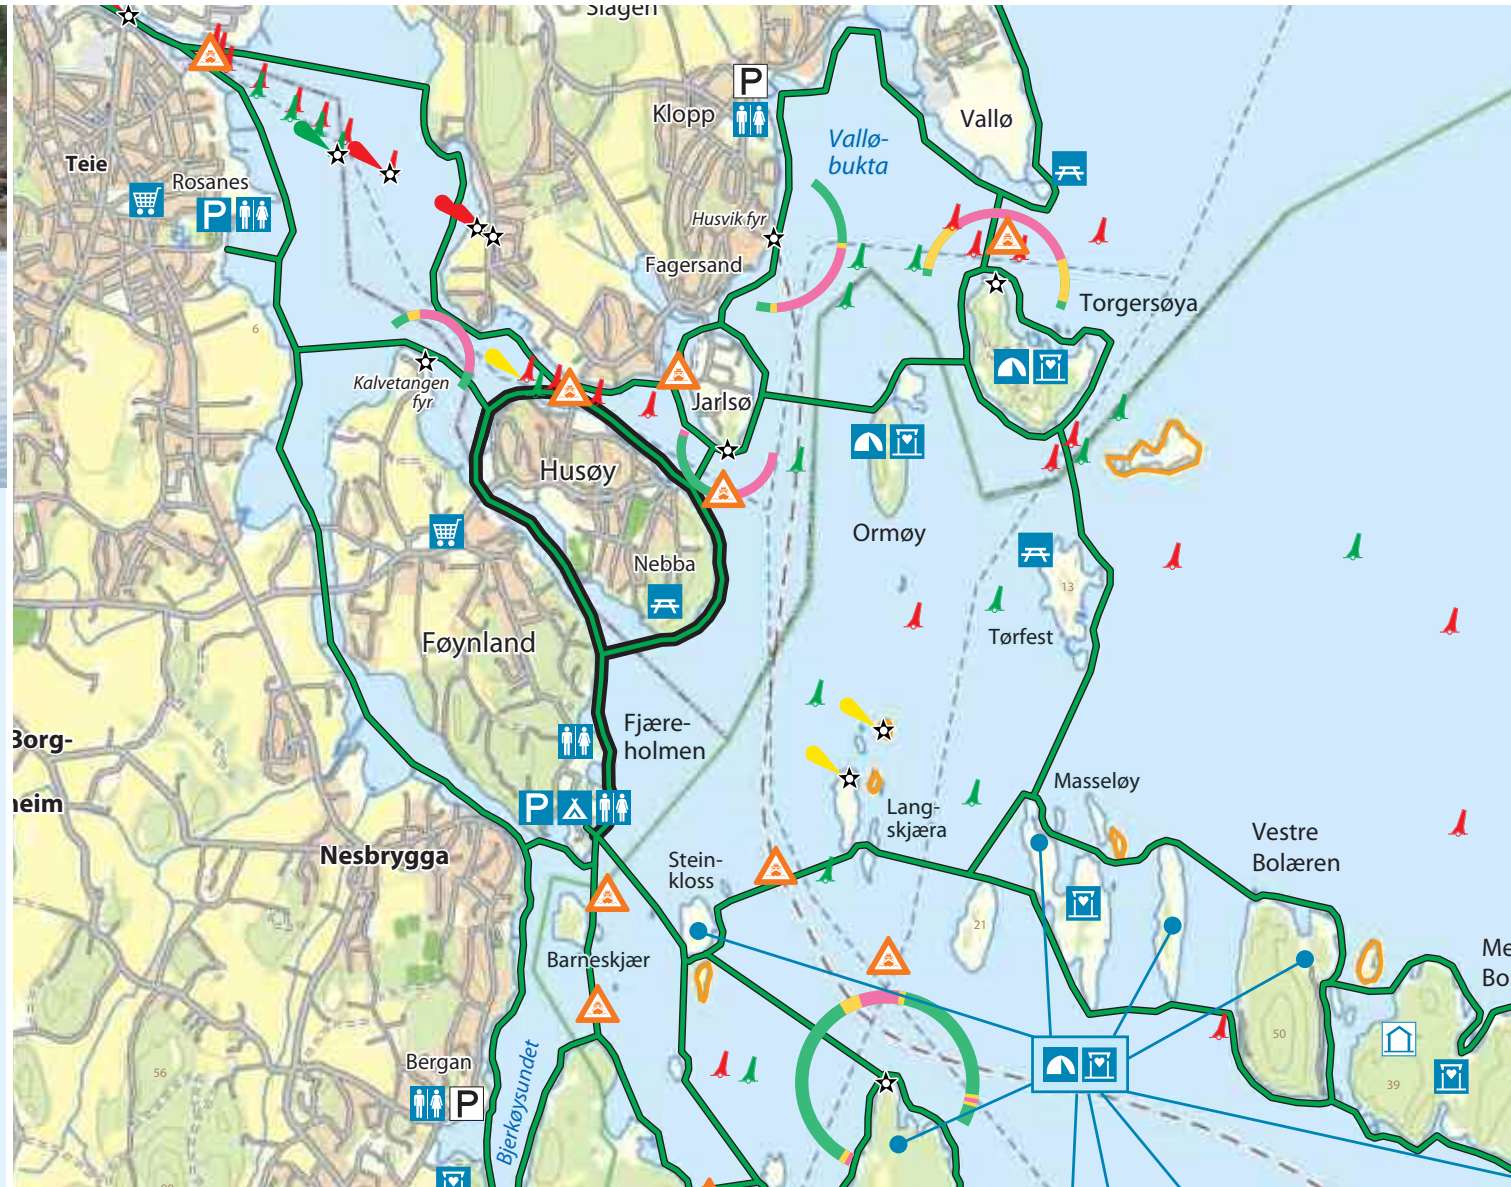 Slagen
Klopp
P
Vallø
Vallø-
bukta
Teie
Rosanes
P
Husvik fyr
Fagersand
Torgersøya
6
Kalvetangen
fyr
Jarlsø
Husøy
Ormøy
Nebba
13
Tørfest
Føynland
Fjære-
holmen
Borg-
heim
P
Masseløy
Lang-
skjæra
Vestre
Bolæren
Nesbrygga
Stein-
kloss
21
Barneskjær
Me
Bo
50
39
56
Bergan
P
Bjerkøysundet